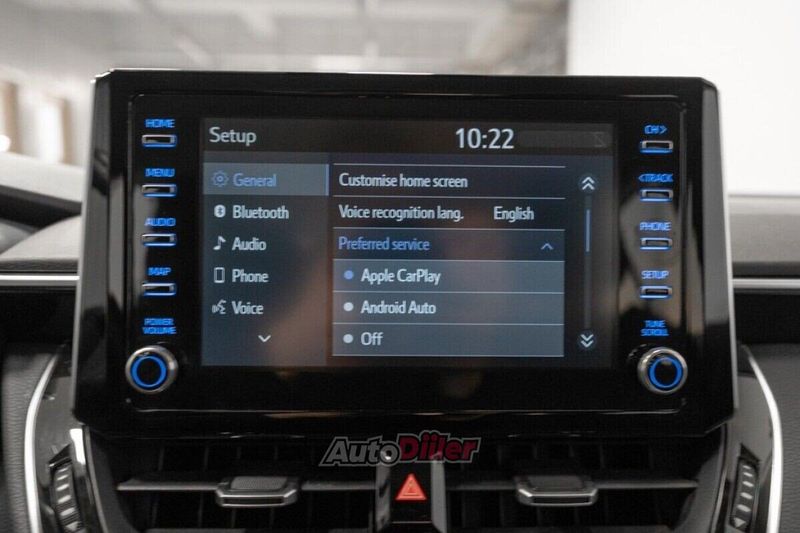 HOME
MENU
AUDIO
MAP
POWER
VOLUME
Setup
10:22
General
Bluetooth
Audio
Phone
Voice
Customise home screen
Voice recognition lang. English
Preferred service
Apple CarPlay
Android Auto
Off
CH >
< TRACK
PHONE
SETUP
TUNE
SCROLL
AutoDiiler